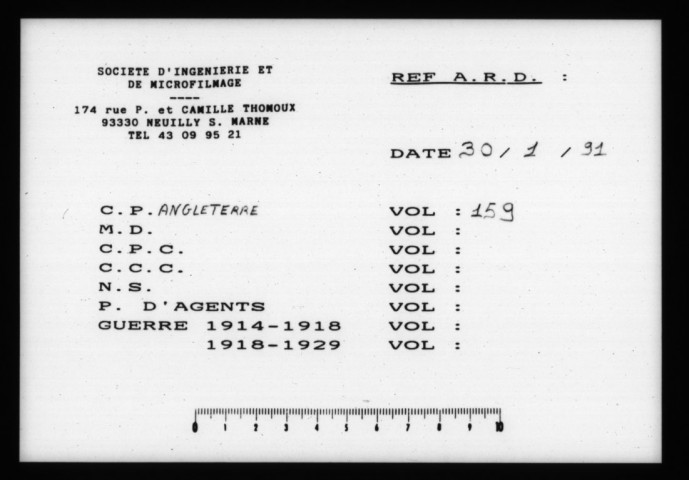 SOCIETE D'INGENIERIE ET
DE MICROFILMAGE
----
174 rue P. et CAMILLE THOMOUX
93330 NEUILLY S. MARNE
TEL 43 09 95 21
REF A.R.D. :
DATE 30 / 1 / 91
C.P. ANGLETERRE VOL : 159
M.D. VOL :
C.P.C. VOL :
C.C.C. VOL :
N.S. VOL :
P. D'AGENTS VOL :
GUERRE 1914-1918 VOL :
1918-1929 VOL :
0 1 2 3 4 5 6 7 8 9 10